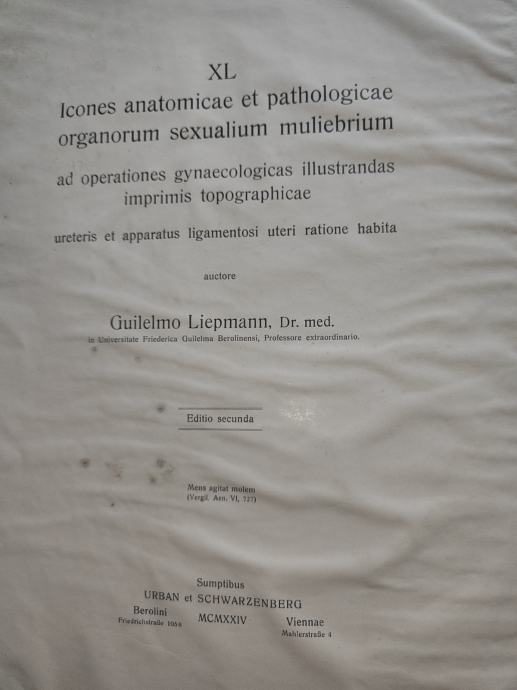 XL
Icones anatomicae et pathologicae
organorum sexualium muliebrium
ad operationes gynaecologicas illustrandas
imprimis topographicae
ureteris et apparatus ligamentosi uteri ratione habita
auctore
Guilelmo Liepmann, Dr. med.
in Universitate Friederica Guilelma Berolinensi, Professore extraordinario.
Editio secunda
Mens agitat molem
(Vergil. Aen. VI, 727)
Sumptibus
URBAN et SCHWARZENBERG
Berolini MCMXXIV Viennae
Friedrichstraße Mahlerstraße 4